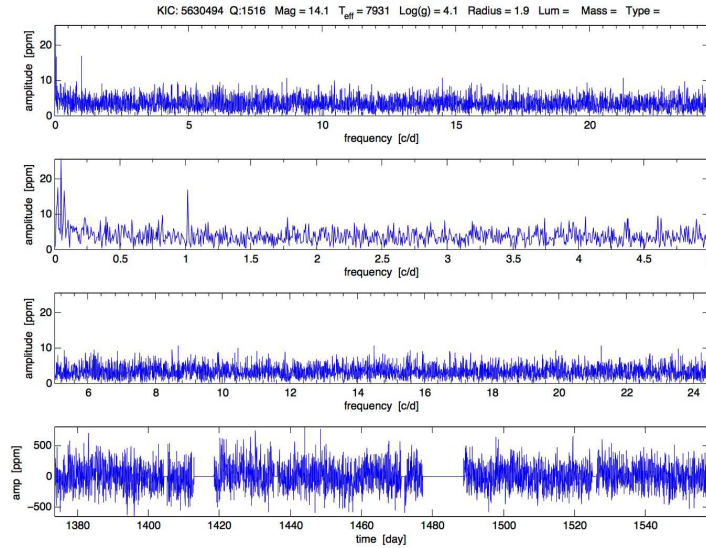 KIC: 5630494 Q:1516 Mag = 14.1 T_eff = 7931 Log(g) = 4.1 Radius = 1.9 Lum = Mass = Type =
20
10
0
amplitude [ppm]
0 5 10 15 20
frequency [c/d]
20
10
0
amplitude [ppm]
0 0.5 1 1.5 2 2.5 3 3.5 4 4.5
frequency [c/d]
20
10
0
amplitude [ppm]
6 8 10 12 14 16 18 20 22 24
frequency [c/d]
500
0
-500
amp [ppm]
1380 1400 1420 1440 1460 1480 1500 1520 1540
time [day]